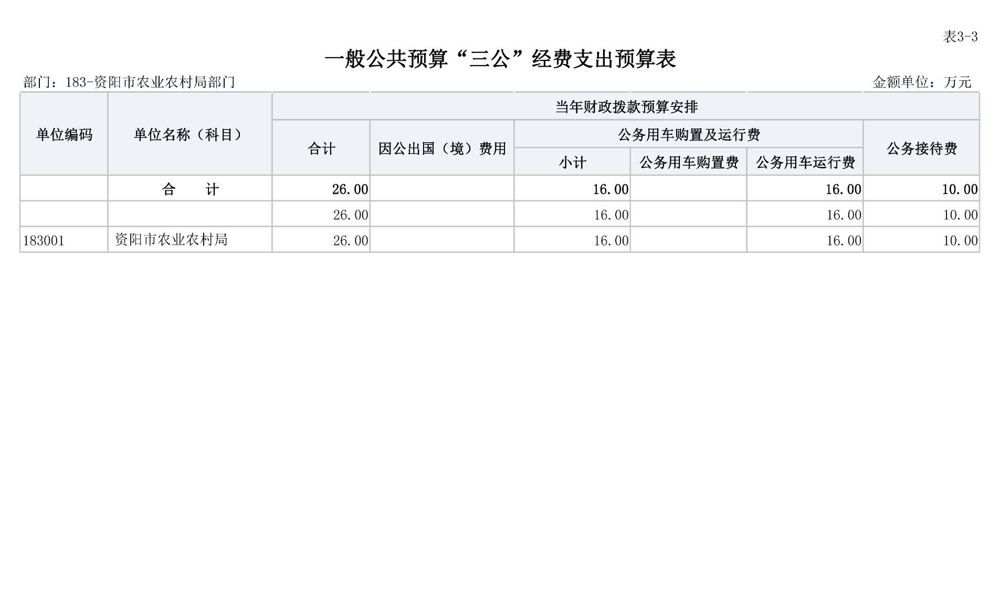 表3-3
一般公共预算“三公”经费支出预算表
部门：183-资阳市农业农村局部门 金额单位：万元
当年财政拨款预算安排
单位编码 单位名称（科目） 合计 因公出国（境）费用 公务用车购置及运行费 公务接待费
小计 公务用车购置费 公务用车运行费
合 计 26.00 16.00 16.00 10.00
26.00 16.00 16.00 10.00
183001 资阳市农业农村局 26.00 16.00 16.00 10.00